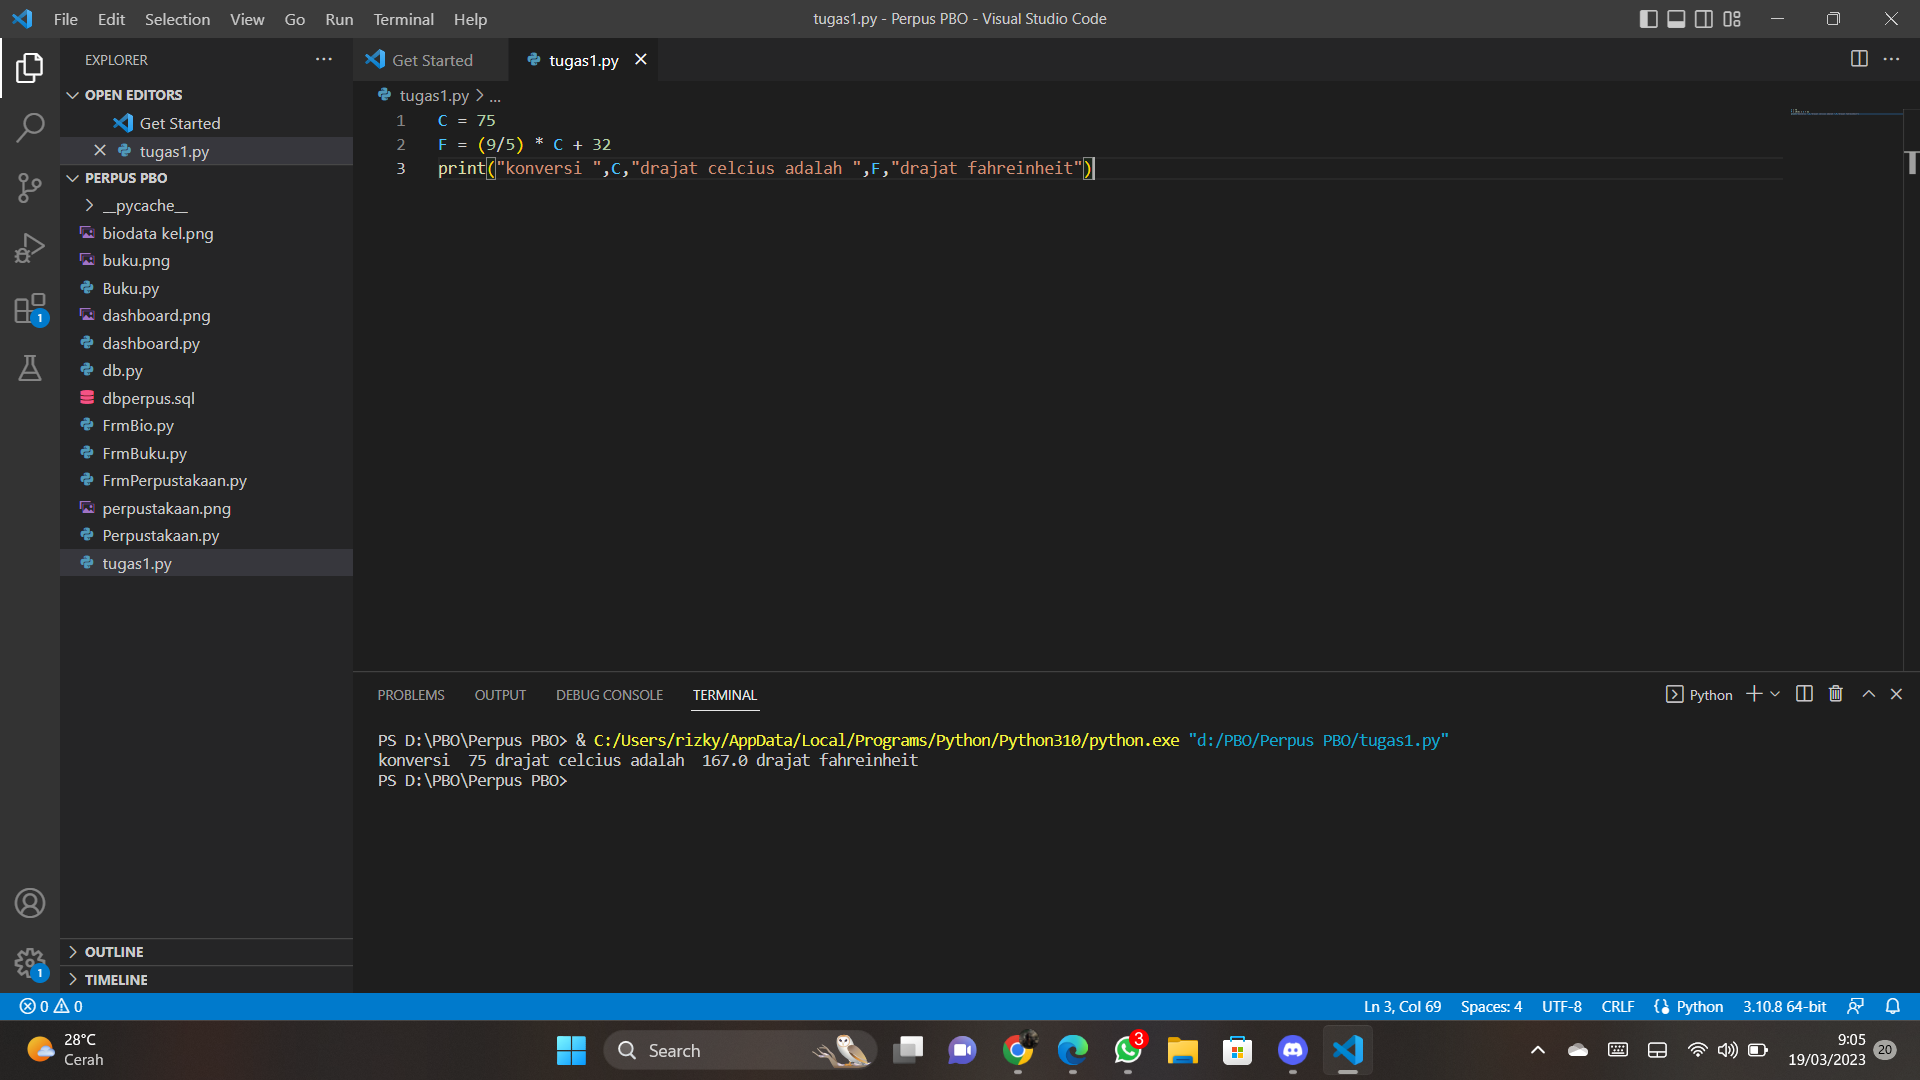 File Edit Selection View Go Run Terminal Help
tugas1.py - Perpus PBO - Visual Studio Code
EXPLORER
OPEN EDITORS
Get Started
tugas1.py
PERPUS PBO
__pycache__
biodata kel.png
buku.png
Buku.py
dashboard.png
dashboard.py
db.py
dbperpus.sql
FrmBio.py
FrmBuku.py
FrmPerpustakaan.py
perpustakaan.png
Perpustakaan.py
tugas1.py
OUTLINE
TIMELINE
1
1
Get Started tugas1.py
tugas1.py > ...
1 C = 75
2 F = (9/5) * C + 32
3 print("konversi ",C,"drajat celcius adalah ",F,"drajat fahreinheit")
PROBLEMS OUTPUT DEBUG CONSOLE TERMINAL
Python
PS D:\PBO\Perpus PBO> & C:/Users/rizky/AppData/Local/Programs/Python/Python310/python.exe "d:/PBO/Perpus PBO/tugas1.py"
konversi  75 drajat celcius adalah  167.0 drajat fahreinheit
PS D:\PBO\Perpus PBO>
0 0
Ln 3, Col 69 Spaces: 4 UTF-8 CRLF Python 3.10.8 64-bit
28°C
Cerah
Search
3
9:05
19/03/2023
20